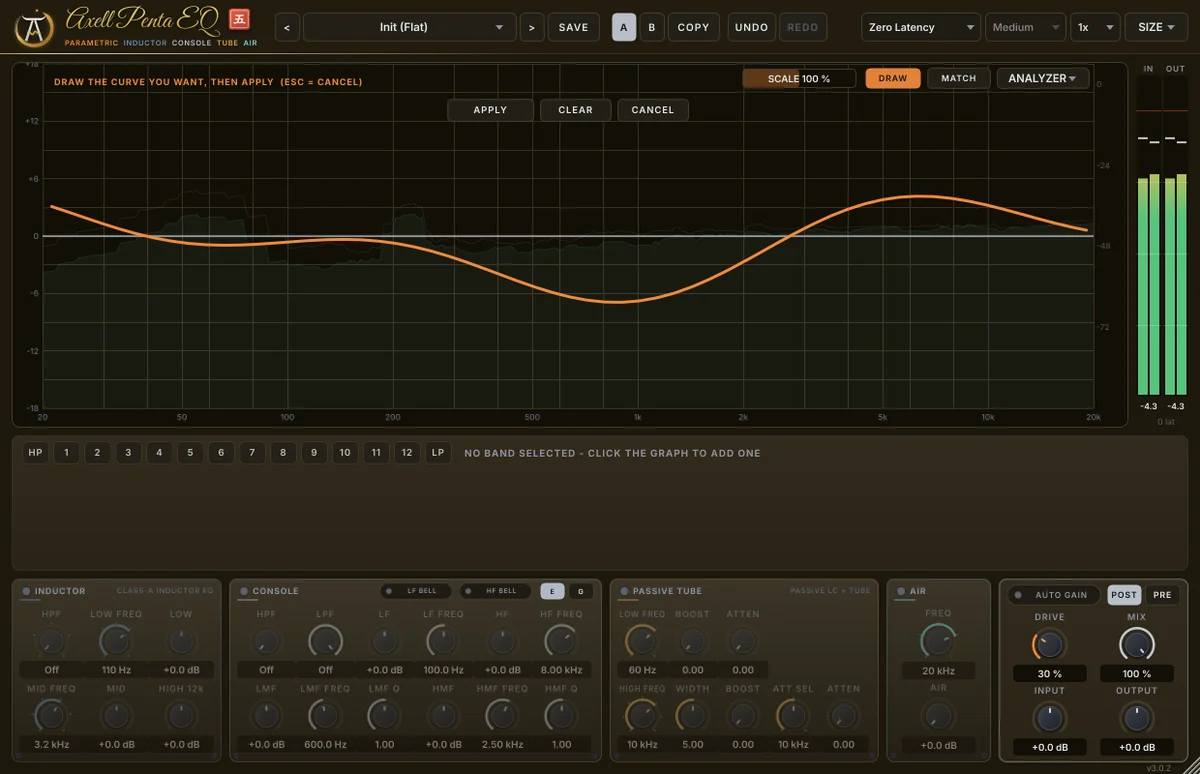 Axell Penta EQ 五
PARAMETRIC INDUCTOR CONSOLE TUBE AIR
< Init (Flat) > SAVE A B COPY UNDO REDO Zero Latency Medium 1x SIZE
DRAW THE CURVE YOU WANT, THEN APPLY (ESC = CANCEL)
SCALE 100 % DRAW MATCH ANALYZER
APPLY CLEAR CANCEL
IN OUT
+18
+12
+6
0
-6
-12
-18
0
-24
-48
-72
20 50 100 200 500 1k 2k 5k 10k 20k
-4.3 -4.3
0 lat
HP 1 2 3 4 5 6 7 8 9 10 11 12 LP NO BAND SELECTED - CLICK THE GRAPH TO ADD ONE
INDUCTOR CLASS-A INDUCTOR EQ
HPF LOW FREQ LOW
Off 110 Hz +0.0 dB
MID FREQ MID HIGH 12k
3.2 kHz +0.0 dB +0.0 dB
CONSOLE LF BELL HF BELL E G
HPF LPF LF LF FREQ HF HF FREQ
Off Off +0.0 dB 100.0 Hz +0.0 dB 8.00 kHz
LMF LMF FREQ LMF Q HMF HMF FREQ HMF Q
+0.0 dB 600.0 Hz 1.00 +0.0 dB 2.50 kHz 1.00
PASSIVE TUBE PASSIVE LC + TUBE
LOW FREQ BOOST ATTEN
60 Hz 0.00 0.00
HIGH FREQ WIDTH BOOST ATT SEL ATTEN
10 kHz 5.00 0.00 10 kHz 0.00
AIR
FREQ
20 kHz
AIR
+0.0 dB
AUTO GAIN POST PRE
DRIVE MIX
30 % 100 %
INPUT OUTPUT
+0.0 dB +0.0 dB
v3.0.2